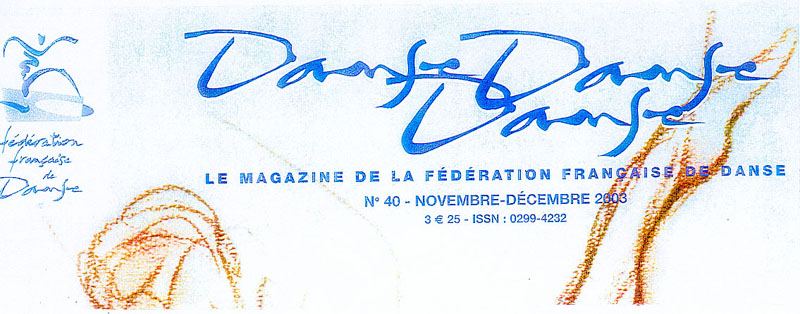 fédération
française
de
Danse
Danse Danse
Danse
LE MAGAZINE DE LA FÉDÉRATION FRANÇAISE DE DANSE
N° 40 - NOVEMBRE-DÉCEMBRE 2003
3 € 25 - ISSN : 0299-4232